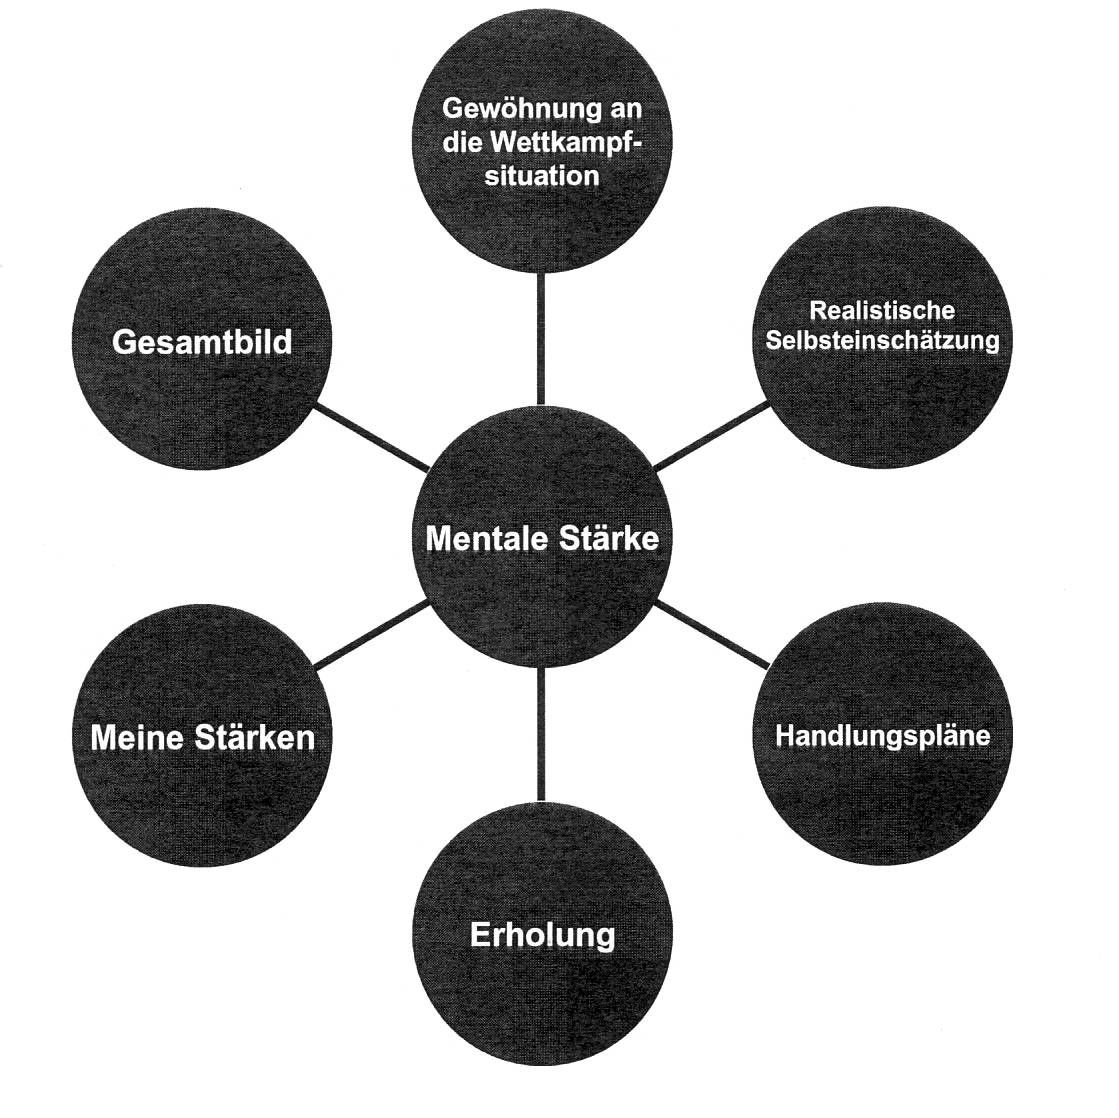 Gewöhnung an
die Wettkampf-
situation
Gesamtbild
Realistische
Selbsteinschätzung
Mentale Stärke
Meine Stärken
Handlungspläne
Erholung